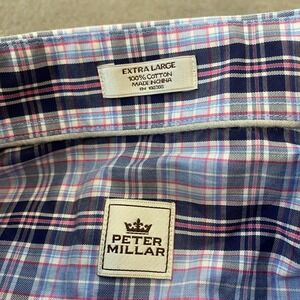 EXTRA LARGE
100% COTTON
MADE IN CHINA
PETER
MILLAR